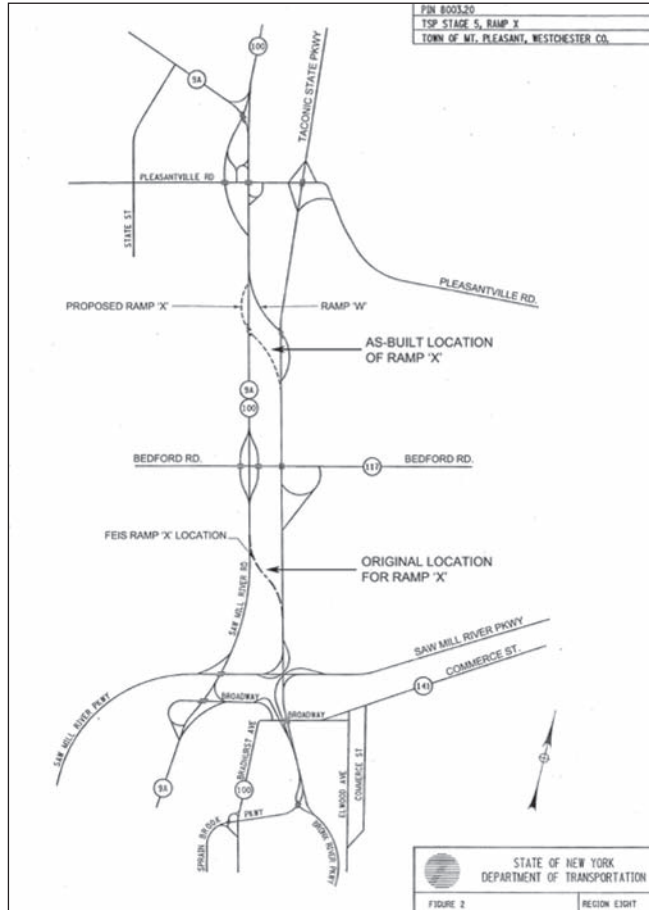 PIN 8003.20
TSP STAGE 5, RAMP X
TOWN OF MT. PLEASANT, WESTCHESTER CO.
100
9A
TACONIC STATE PKWY
PLEASANTVILLE RD
STATE ST
PLEASANTVILLE RD.
PROPOSED RAMP 'X'
RAMP 'W'
AS-BUILT LOCATION
OF RAMP 'X'
9A
100
BEDFORD RD.
117
BEDFORD RD.
FEIS RAMP 'X' LOCATION
ORIGINAL LOCATION
FOR RAMP 'X'
SAW MILL RIVER RD
SAW MILL RIVER PKWY
COMMERCE ST.
141
BROADWAY
BROADWAY
SAW MILL RIVER PKWY
9A
BRADHURST AVE
100
ELWOOD AVE
COMMERCE ST
SPRAIN BROOK
PKWY
BRONX RIVER PKWY
STATE OF NEW YORK
DEPARTMENT OF TRANSPORTATION
FIGURE 2
REGION EIGHT